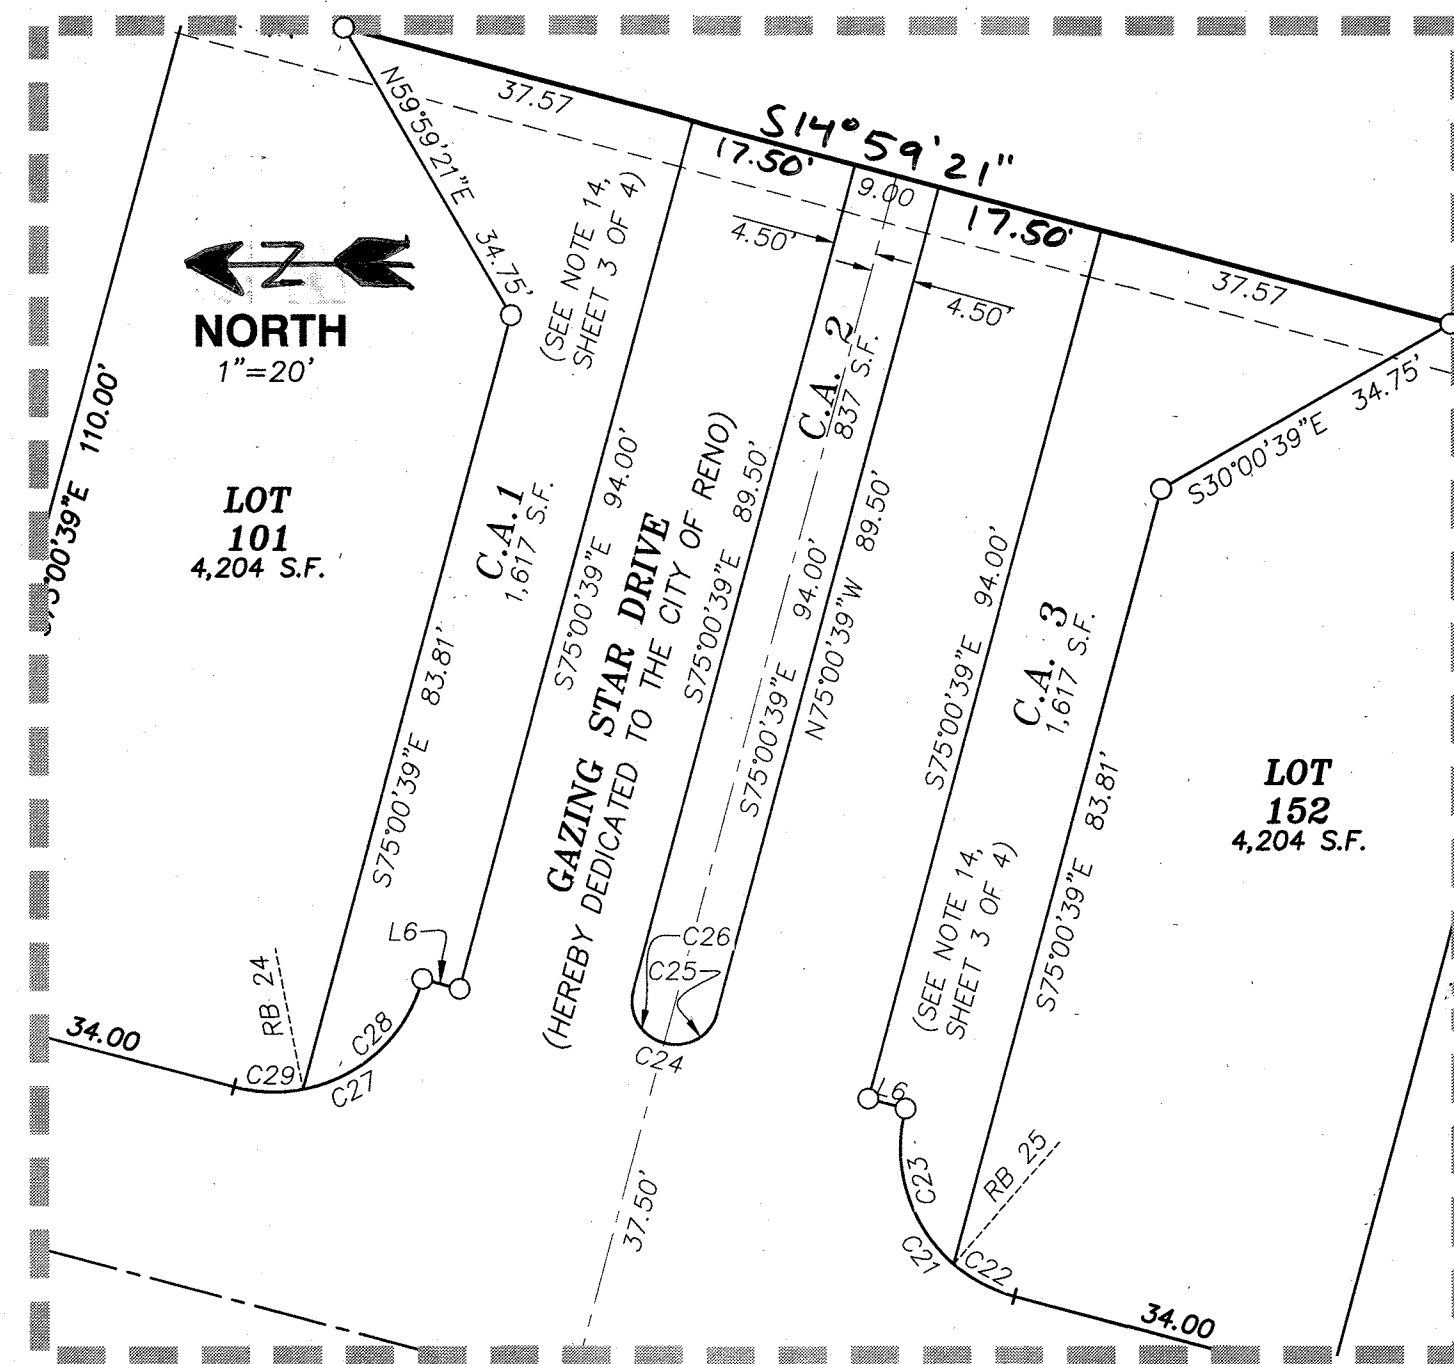 37.57
S14°59'21"
17.50'
9.00
17.50'
37.57
N59°59'21"E 34.75'
4.50'
4.50'
(SEE NOTE 14,
SHEET 3 OF 4)
N
NORTH
1"=20'
110.00'
S75°00'39"E
LOT
101
4,204 S.F.
C.A. 1
1,617 S.F.
S75°00'39"E 83.81'
S75°00'39"E 94.00'
GAZING STAR DRIVE
(HEREBY DEDICATED TO THE CITY OF RENO)
S75°00'39"E 89.50'
C.A. 2
837 S.F.
S75°00'39"E 94.00'
N75°00'39"W 89.50'
S75°00'39"E 94.00'
C.A. 3
1,617 S.F.
S30°00'39"E 34.75'
S75°00'39"E 83.81'
LOT
152
4,204 S.F.
(SEE NOTE 14,
SHEET 3 OF 4)
L6
RB 24
C26
C25
C24
34.00
C29
C28
C27
L6
RB 25
C23
C21
C22
37.50'
34.00